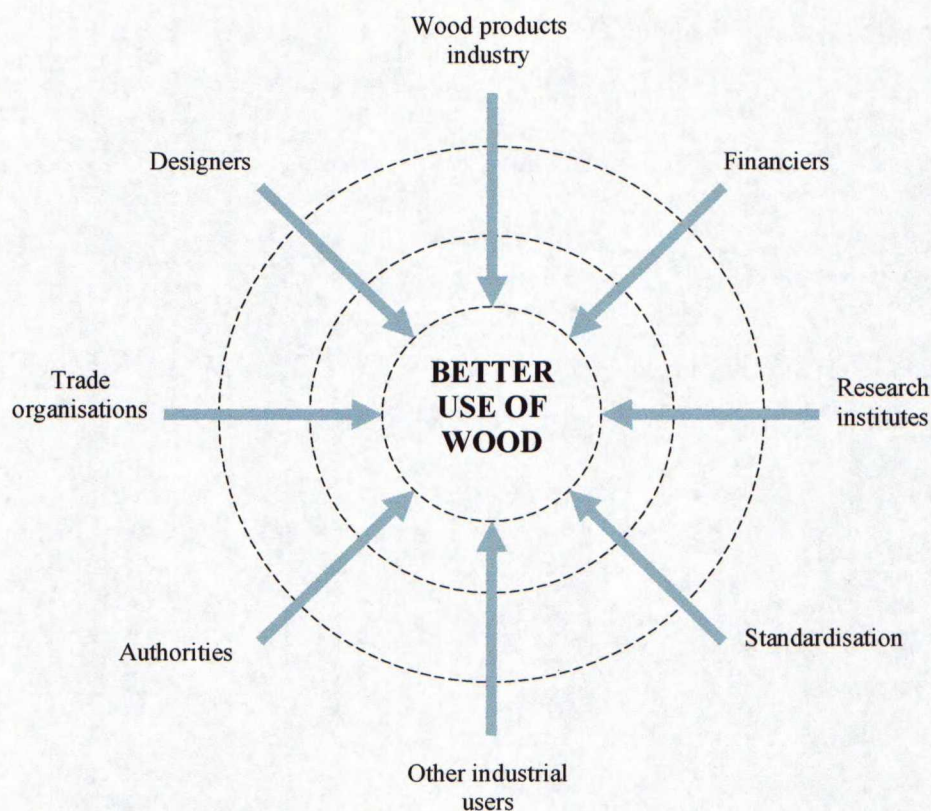 Wood products
industry
Designers
Financiers
BETTER
USE OF
WOOD
Trade
organisations
Research
institutes
Authorities
Standardisation
Other industrial
users